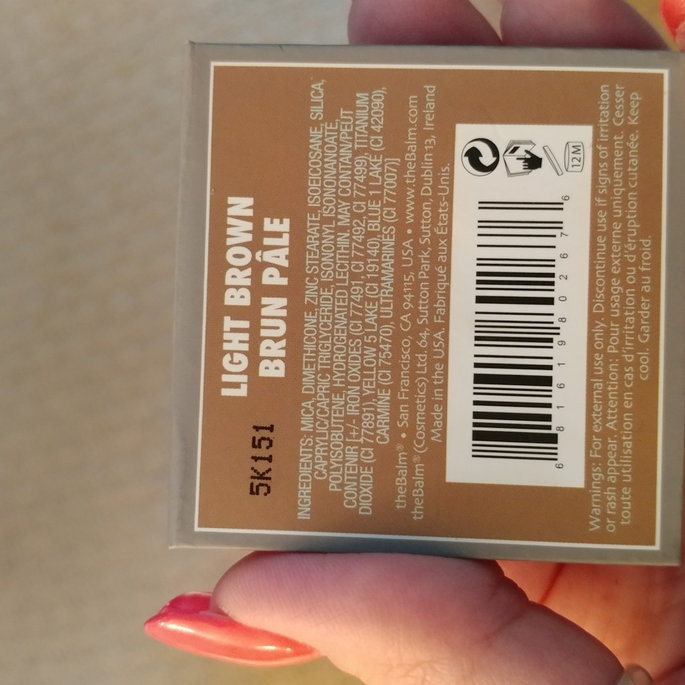 LIGHT BROWN
BRUN PÂLE
5K151
INGREDIENTS: MICA, DIMETHICONE, ZINC STEARATE, ISOEICOSANE, SILICA,
CAPRYLIC/CAPRIC TRIGLYCERIDE, ISONONYL ISONONANOATE,
POLYISOBUTENE, HYDROGENATED LECITHIN. MAY CONTAIN/PEUT
CONTENIR [+/- IRON OXIDES (CI 77491, CI 77492, CI 77499), TITANIUM
DIOXIDE (CI 77891), YELLOW 5 LAKE (CI 19140), BLUE 1 LAKE (CI 42090),
CARMINE (CI 75470), ULTRAMARINES (CI 77007)]
theBalm® • San Francisco, CA 94115, USA • www.theBalm.com
theBalm® (Cosmetics) Ltd. 64, Sutton Park, Sutton, Dublin 13, Ireland
Made in the USA. Fabriqué aux États-Unis.
12M
6 81619 80267 6
Warnings: For external use only. Discontinue use if signs of irritation
or rash appear. Attention: Pour usage externe uniquement. Cesser
toute utilisation en cas d'irritation ou d'éruption cutanée. Keep
cool. Garder au froid.